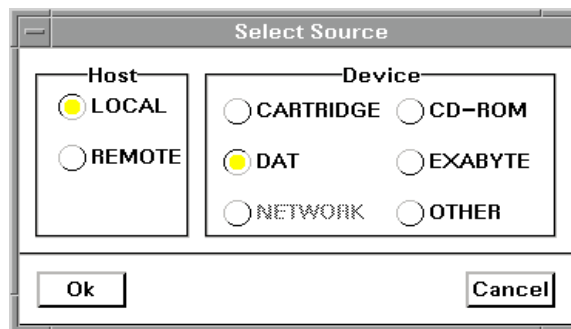 Select Source
Host
LOCAL
REMOTE
Device
CARTRIDGE CD-ROM
DAT EXABYTE
NETWORK OTHER
Ok Cancel